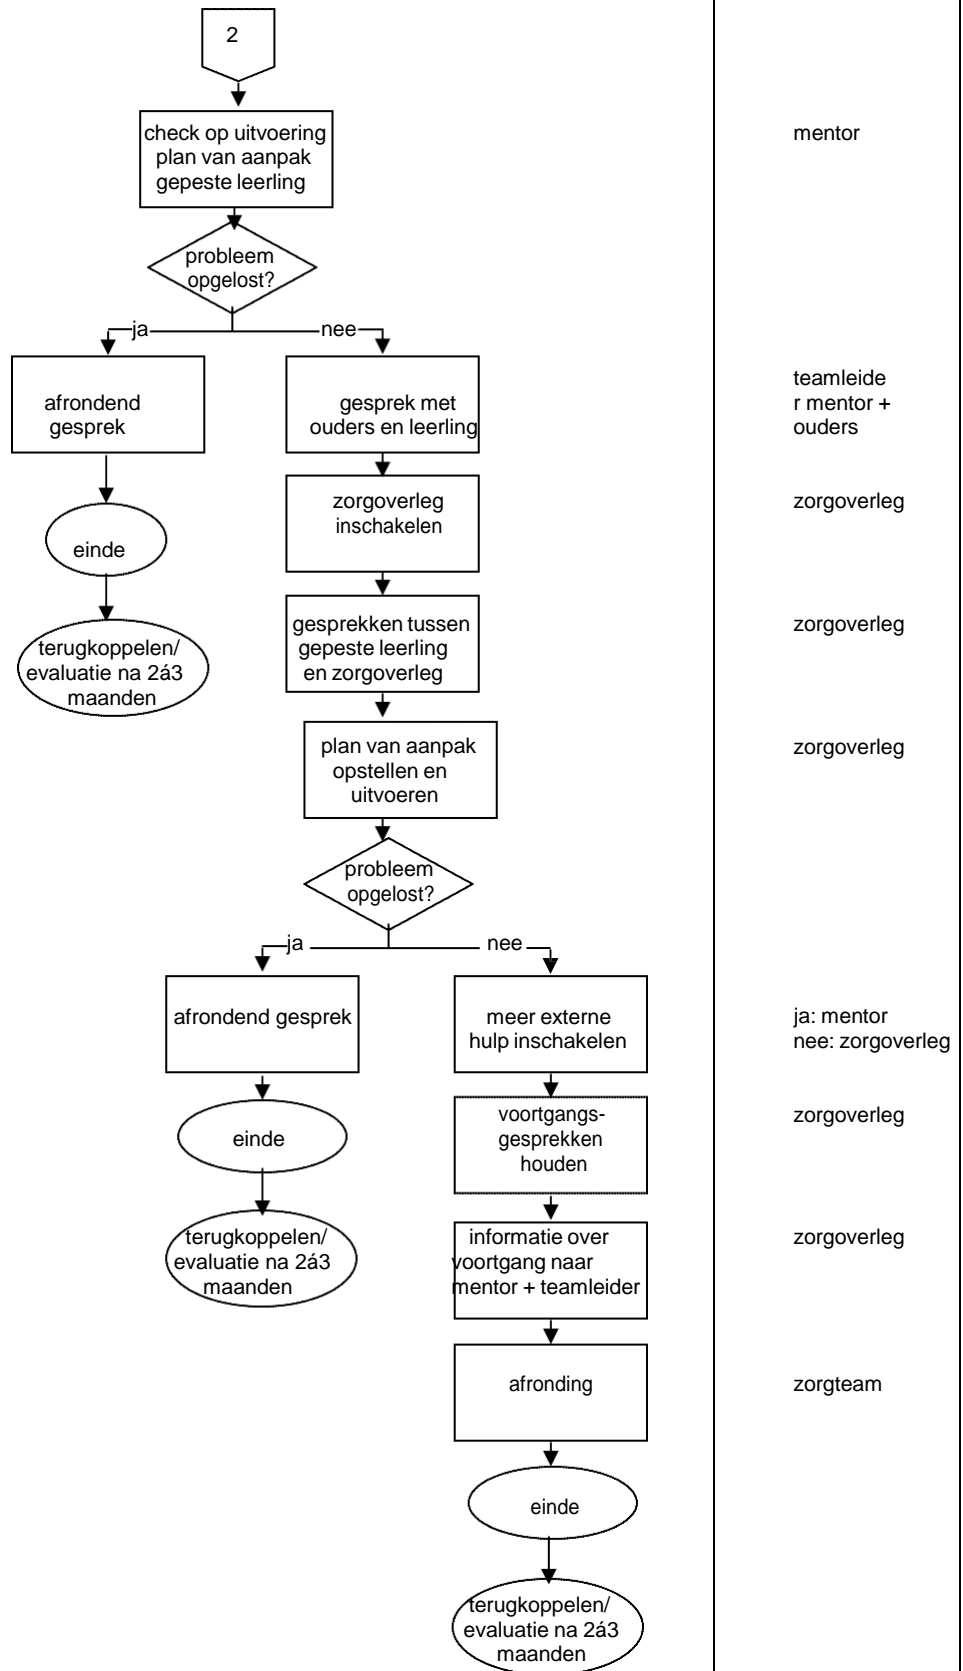 2
check op uitvoering
plan van aanpak
gepeste leerling
mentor
probleem
opgelost?
ja
nee
afrondend
gesprek
gesprek met
ouders en leerling
teamleide
r mentor +
ouders
zorgoverleg
inschakelen
zorgoverleg
einde
gesprekken tussen
gepeste leerling
en zorgoverleg
zorgoverleg
terugkoppelen/
evaluatie na 2á3
maanden
plan van aanpak
opstellen en
uitvoeren
zorgoverleg
probleem
opgelost?
ja
nee
afrondend gesprek
meer externe
hulp inschakelen
ja: mentor
nee: zorgoverleg
einde
voortgangs-
gesprekken
houden
zorgoverleg
terugkoppelen/
evaluatie na 2á3
maanden
informatie over
voortgang naar
mentor + teamleider
zorgoverleg
afronding
zorgteam
einde
terugkoppelen/
evaluatie na 2á3
maanden